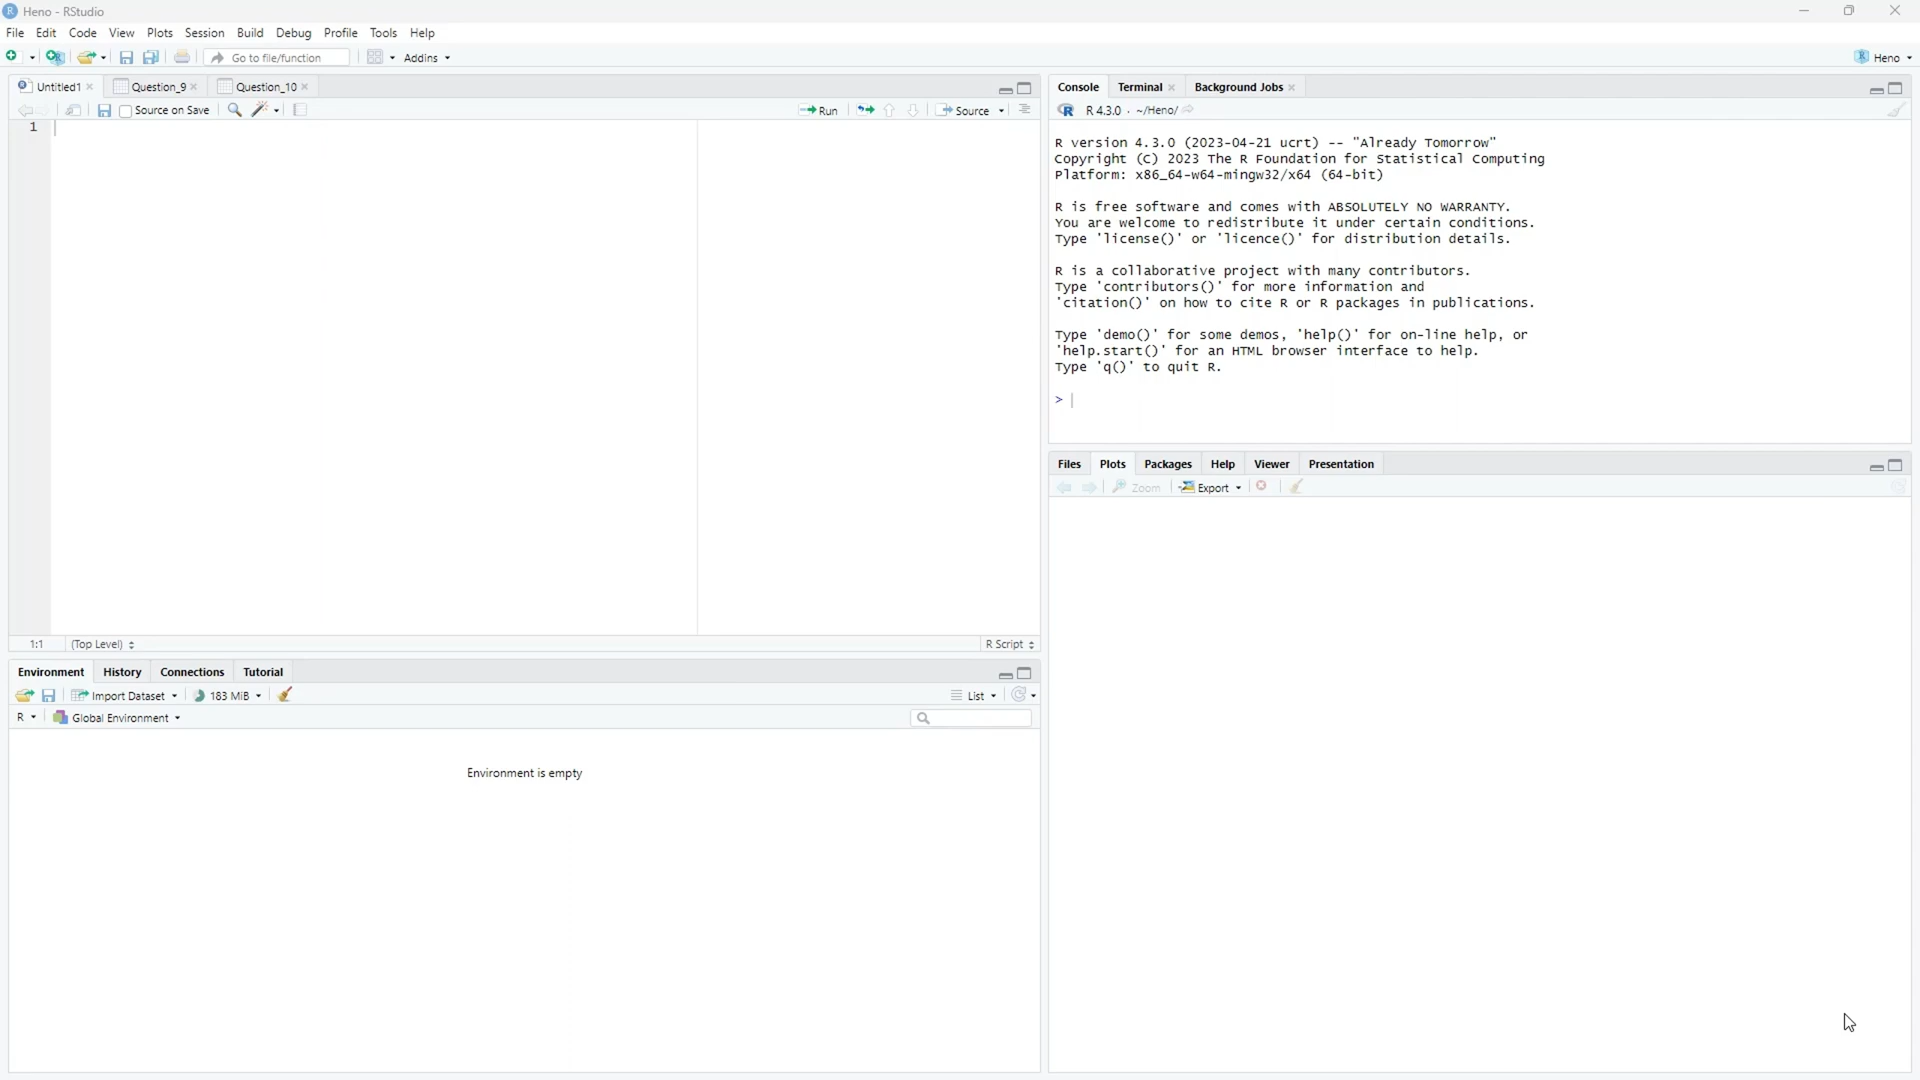 Heno - RStudio
File Edit Code View Plots Session Build Debug Profile Tools Help
Go to file/function Addins Heno
Untitled1 Question_9 Question_10
Source on Save Run Source
1
1:1 (Top Level) R Script
Environment History Connections Tutorial
Import Dataset 183 MiB List
R Global Environment
Environment is empty
Console Terminal Background Jobs
R 4.3.0 · ~/Heno/
R version 4.3.0 (2023-04-21 ucrt) -- "Already Tomorrow"
Copyright (C) 2023 The R Foundation for Statistical Computing
Platform: x86_64-w64-mingw32/x64 (64-bit)
R is free software and comes with ABSOLUTELY NO WARRANTY.
You are welcome to redistribute it under certain conditions.
Type 'license()' or 'licence()' for distribution details.
R is a collaborative project with many contributors.
Type 'contributors()' for more information and
'citation()' on how to cite R or R packages in publications.
Type 'demo()' for some demos, 'help()' for on-line help, or
'help.start()' for an HTML browser interface to help.
Type 'q()' to quit R.
>
Files Plots Packages Help Viewer Presentation
Zoom Export